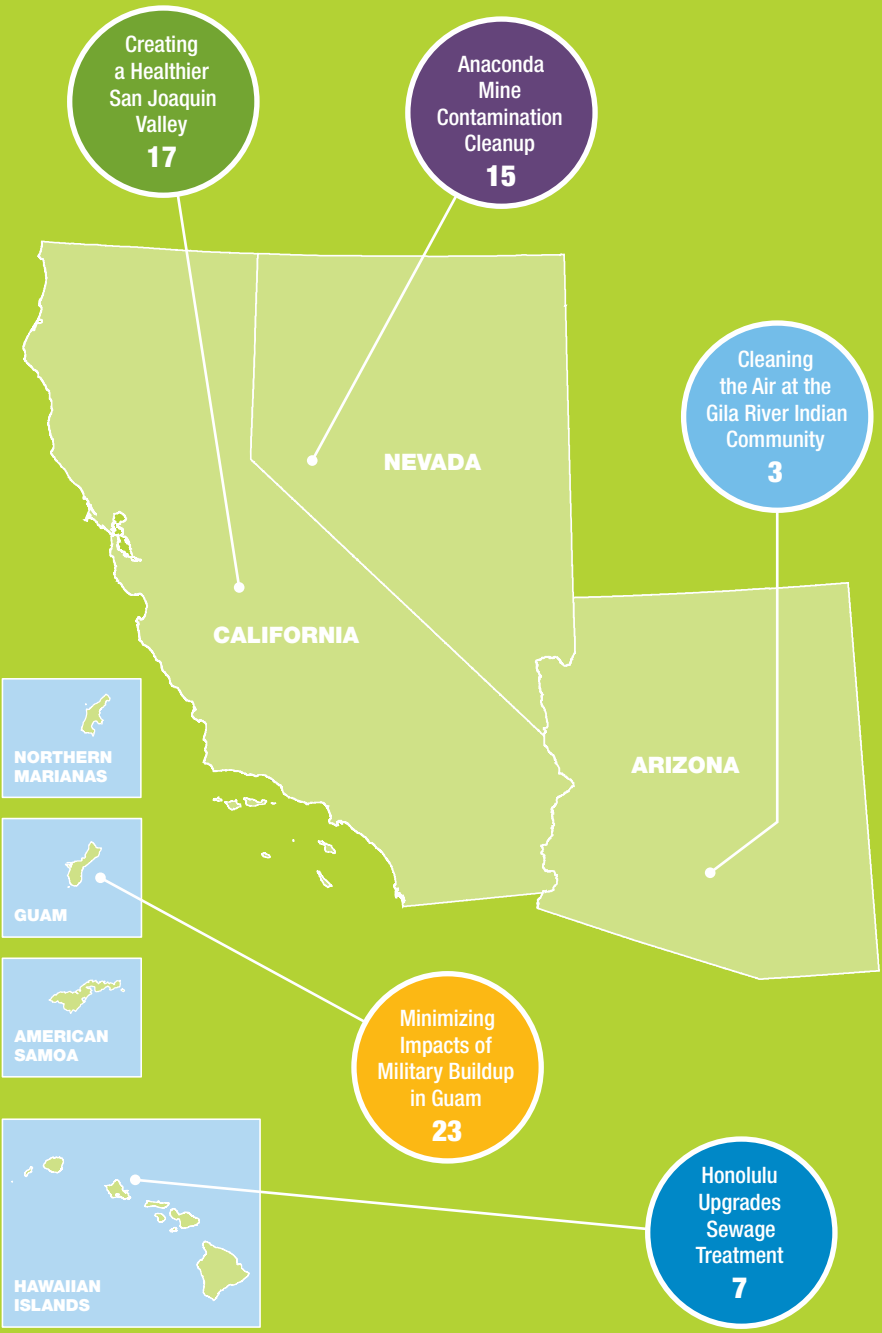 Creating
a Healthier
San Joaquin
Valley
17
Anaconda
Mine
Contamination
Cleanup
15
Cleaning
the Air at the
Gila River Indian
Community
3
NEVADA
CALIFORNIA
ARIZONA
NORTHERN
MARIANAS
GUAM
AMERICAN
SAMOA
Minimizing
Impacts of
Military Buildup
in Guam
23
Honolulu
Upgrades
Sewage
Treatment
7
HAWAIIAN
ISLANDS